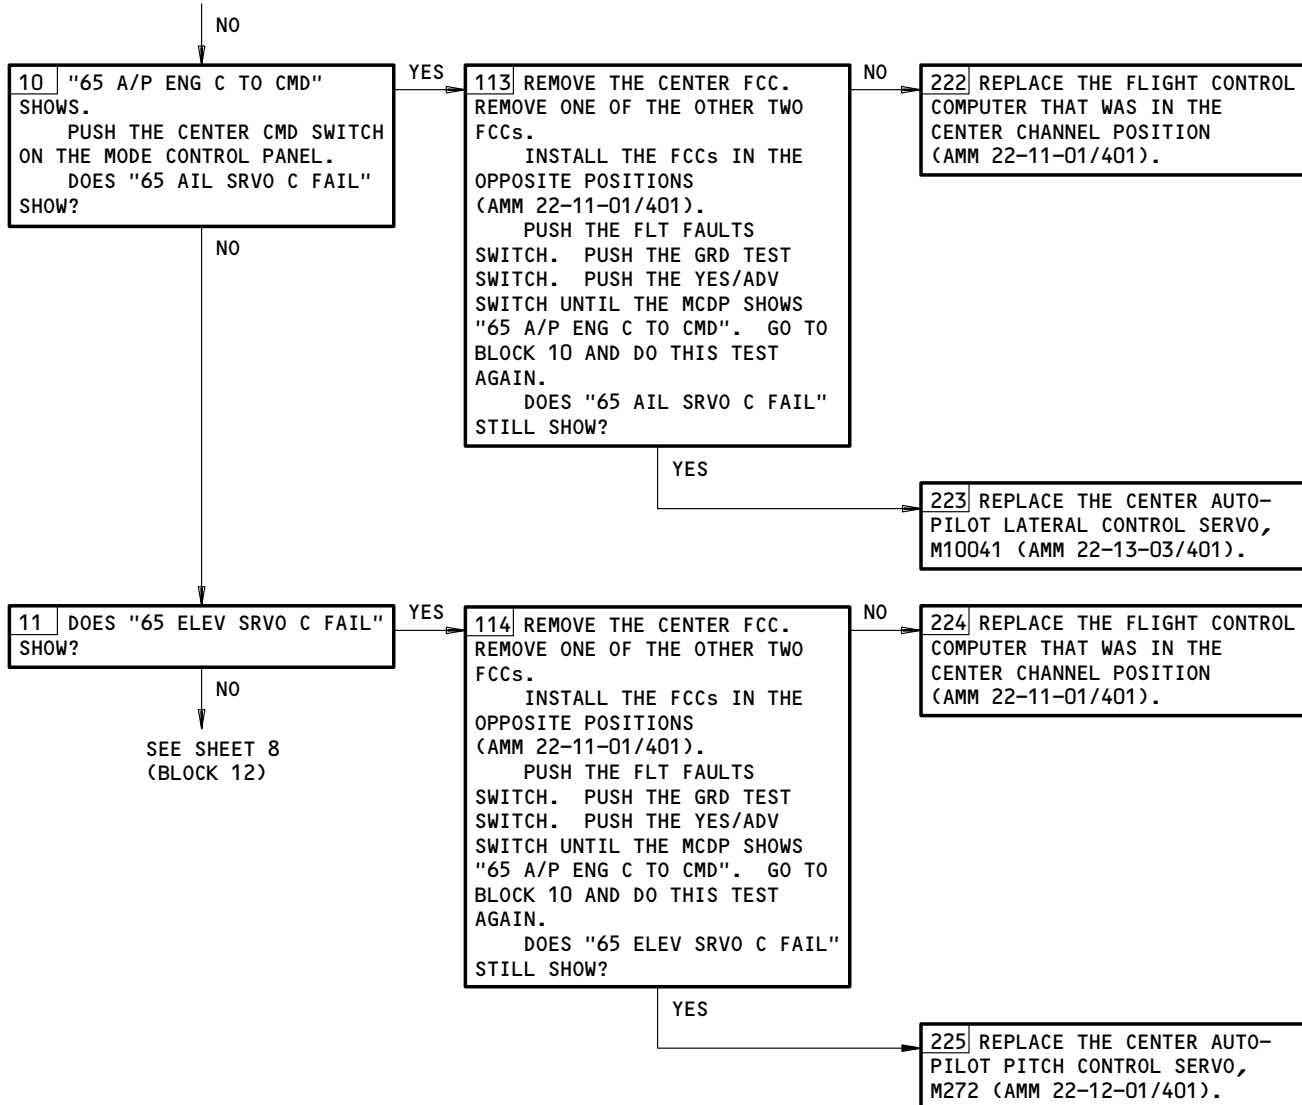 NO
10 "65 A/P ENG C TO CMD"
SHOWS.
PUSH THE CENTER CMD SWITCH
ON THE MODE CONTROL PANEL.
DOES "65 AIL SRVO C FAIL"
SHOW?
YES
NO
113 REMOVE THE CENTER FCC.
REMOVE ONE OF THE OTHER TWO
FCCs.
INSTALL THE FCCs IN THE
OPPOSITE POSITIONS
(AMM 22-11-01/401).
PUSH THE FLT FAULTS
SWITCH. PUSH THE GRD TEST
SWITCH. PUSH THE YES/ADV
SWITCH UNTIL THE MCDP SHOWS
"65 A/P ENG C TO CMD". GO TO
BLOCK 10 AND DO THIS TEST
AGAIN.
DOES "65 AIL SRVO C FAIL"
STILL SHOW?
NO
YES
222 REPLACE THE FLIGHT CONTROL
COMPUTER THAT WAS IN THE
CENTER CHANNEL POSITION
(AMM 22-11-01/401).
223 REPLACE THE CENTER AUTO-
PILOT LATERAL CONTROL SERVO,
M10041 (AMM 22-13-03/401).
11 DOES "65 ELEV SRVO C FAIL"
SHOW?
YES
NO
SEE SHEET 8
(BLOCK 12)
114 REMOVE THE CENTER FCC.
REMOVE ONE OF THE OTHER TWO
FCCs.
INSTALL THE FCCs IN THE
OPPOSITE POSITIONS
(AMM 22-11-01/401).
PUSH THE FLT FAULTS
SWITCH. PUSH THE GRD TEST
SWITCH. PUSH THE YES/ADV
SWITCH UNTIL THE MCDP SHOWS
"65 A/P ENG C TO CMD". GO TO
BLOCK 10 AND DO THIS TEST
AGAIN.
DOES "65 ELEV SRVO C FAIL"
STILL SHOW?
NO
YES
224 REPLACE THE FLIGHT CONTROL
COMPUTER THAT WAS IN THE
CENTER CHANNEL POSITION
(AMM 22-11-01/401).
225 REPLACE THE CENTER AUTO-
PILOT PITCH CONTROL SERVO,
M272 (AMM 22-12-01/401).